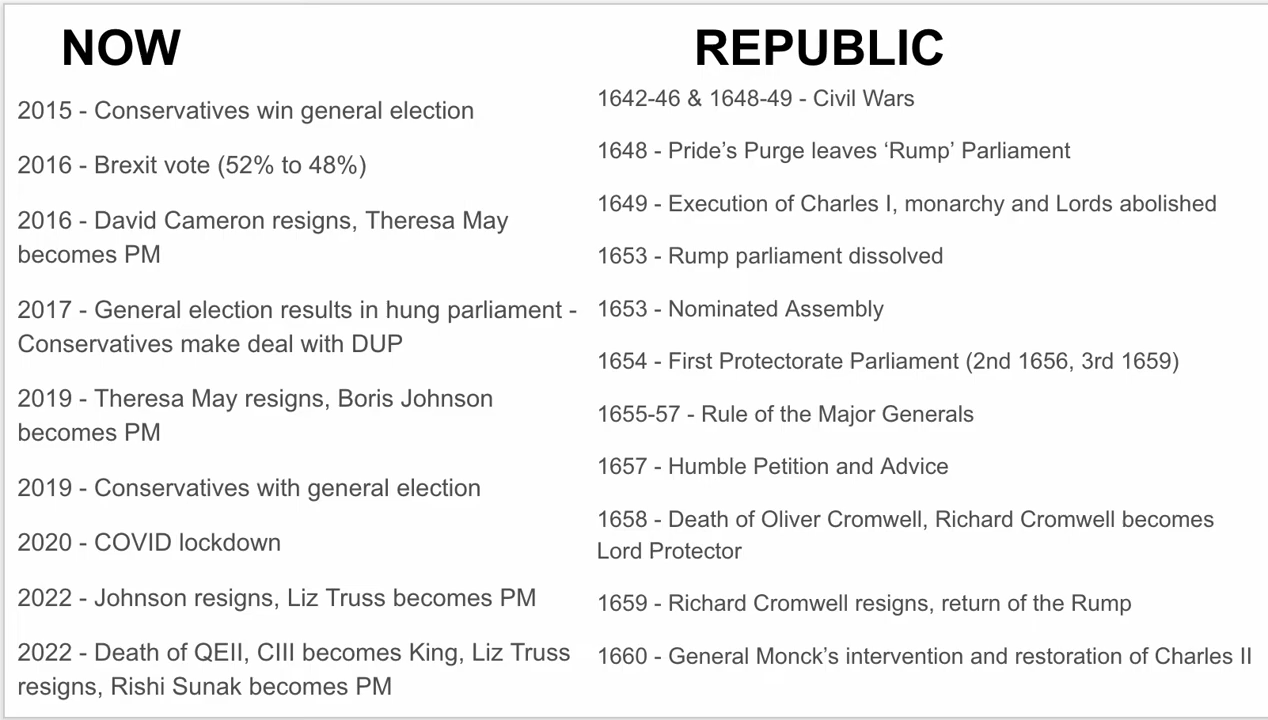 NOW
2015 - Conservatives win general election
2016 - Brexit vote (52% to 48%)
2016 - David Cameron resigns, Theresa May
becomes PM
2017 - General election results in hung parliament -
Conservatives make deal with DUP
2019 - Theresa May resigns, Boris Johnson
becomes PM
2019 - Conservatives with general election
2020 - COVID lockdown
2022 - Johnson resigns, Liz Truss becomes PM
2022 - Death of QEII, CIII becomes King, Liz Truss
resigns, Rishi Sunak becomes PM
REPUBLIC
1642-46 & 1648-49 - Civil Wars
1648 - Pride’s Purge leaves ‘Rump’ Parliament
1649 - Execution of Charles I, monarchy and Lords abolished
1653 - Rump parliament dissolved
1653 - Nominated Assembly
1654 - First Protectorate Parliament (2nd 1656, 3rd 1659)
1655-57 - Rule of the Major Generals
1657 - Humble Petition and Advice
1658 - Death of Oliver Cromwell, Richard Cromwell becomes
Lord Protector
1659 - Richard Cromwell resigns, return of the Rump
1660 - General Monck’s intervention and restoration of Charles II